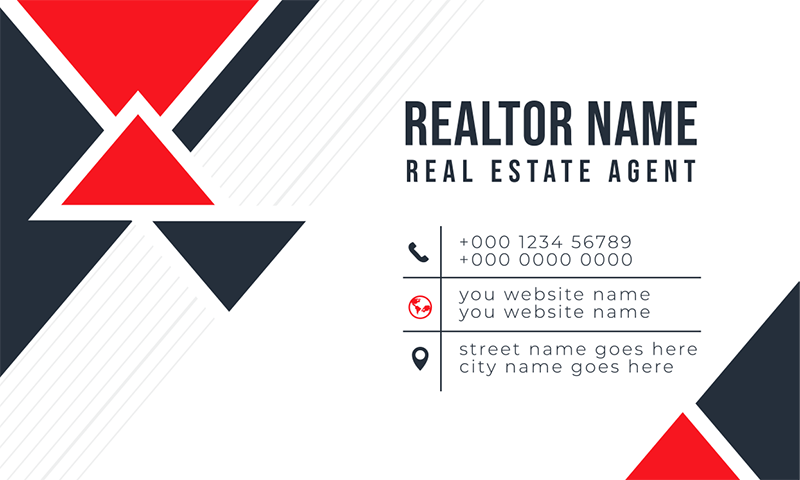 REALTOR NAME
REAL ESTATE AGENT
+000 1234 56789
+000 0000 0000
you website name
you website name
street name goes here
city name goes here